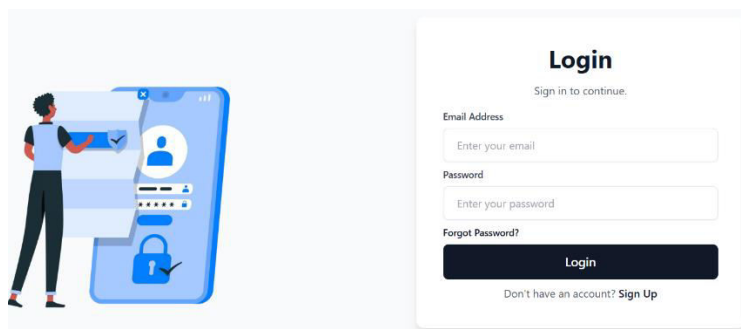 Login
Sign in to continue.
Email Address
Enter your email
Password
Enter your password
Forgot Password?
Login
Don't have an account? Sign Up